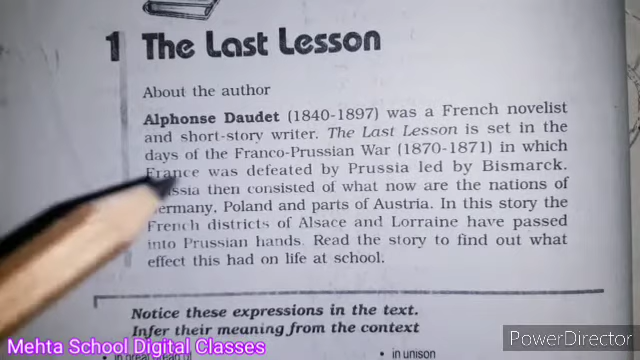 1 The Last Lesson
About the author
Alphonse Daudet (1840-1897) was a French novelist
and short-story writer. The Last Lesson is set in the
days of the Franco-Prussian War (1870-1871) in which
France was defeated by Prussia led by Bismarck.
then consisted of what now are the nations of
Poland and parts of Austria. In this story the
French districts of Alsace and Lorraine have passed
into Prussian hands. Read the story to find out what
effect this had on life at school.
Notice these expressions in the text.
Infer their meaning from the context
• in unison
Mehta School Digital Classes
PowerDirector